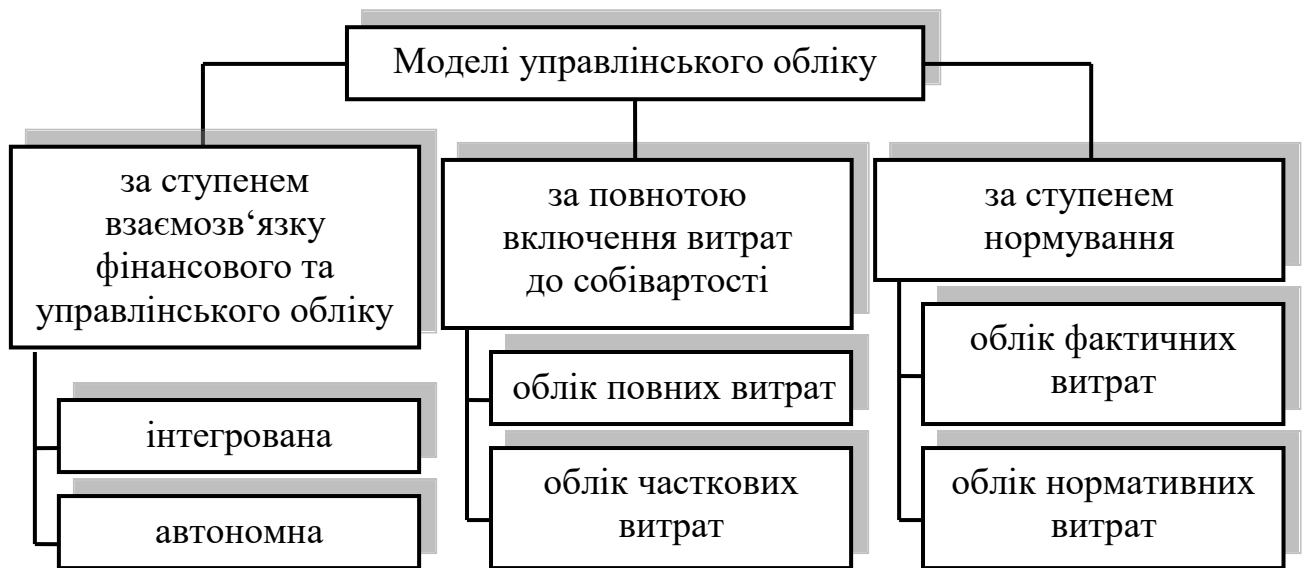 Моделі управлінського обліку
за ступенем
взаємозв‘язку
фінансового та
управлінського обліку
інтегрована
автономна
за повнотою
включення витрат
до собівартості
облік повних витрат
облік часткових
витрат
за ступенем
нормування
облік фактичних
витрат
облік нормативних
витрат